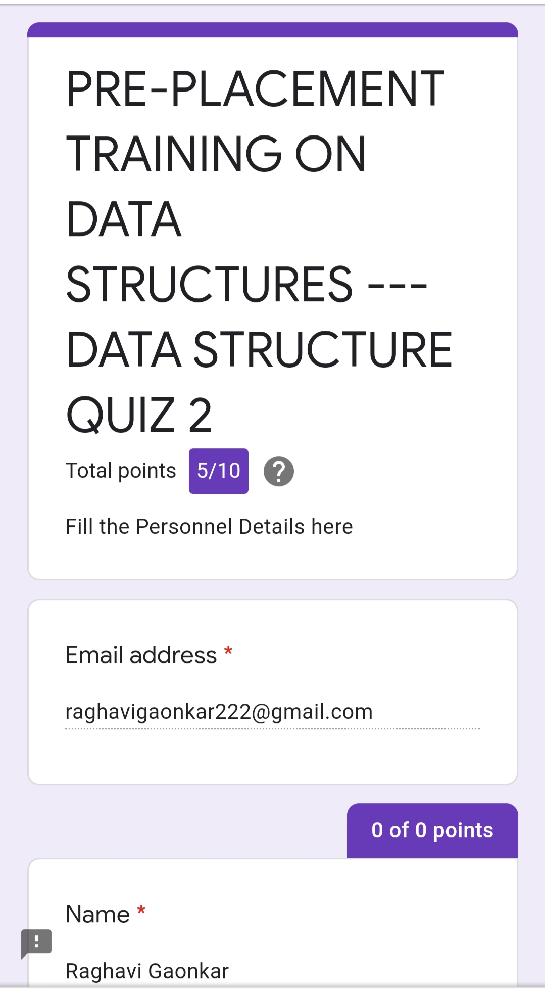 PRE-PLACEMENT
TRAINING ON
DATA
STRUCTURES ---
DATA STRUCTURE
QUIZ 2
Total points 5/10 ?
Fill the Personnel Details here
Email address *
raghavigaonkar222@gmail.com
0 of 0 points
Name *
!
Raghavi Gaonkar